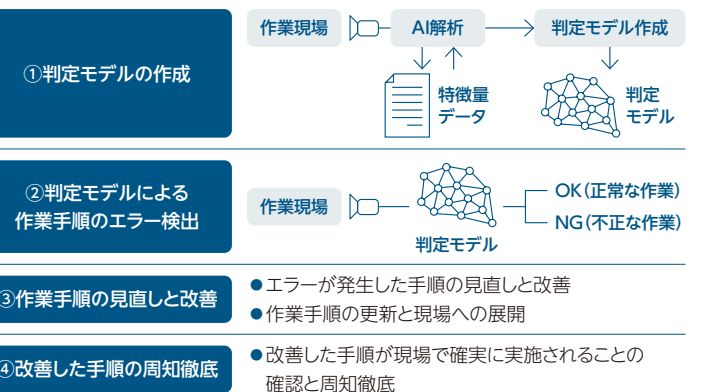 ①判定モデルの作成
作業現場
AI解析
判定モデル作成
特徴量
データ
判定
モデル
②判定モデルによる
作業手順のエラー検出
作業現場
判定モデル
OK(正常な作業)
NG(不正な作業)
③作業手順の見直しと改善
●エラーが発生した手順の見直しと改善
●作業手順の更新と現場への展開
④改善した手順の周知徹底
●改善した手順が現場で確実に実施されることの
確認と周知徹底